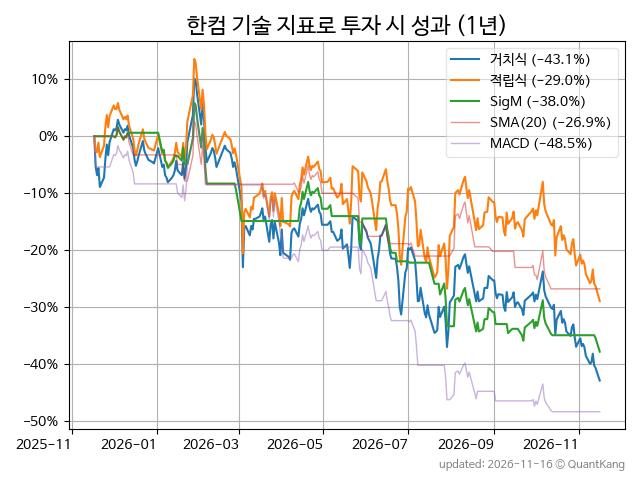 한컴 기술 지표로 투자 시 성과 (1년)
거치식 (−43.1%)
적립식 (−29.0%)
SigM (−38.0%)
SMA(20) (−26.9%)
MACD (−48.5%)
10%
0%
−10%
−20%
−30%
−40%
−50%
2025−11 2026−01 2026−03 2026−05 2026−07 2026−09 2026−11
updated: 2026-11-16 © QuantKang